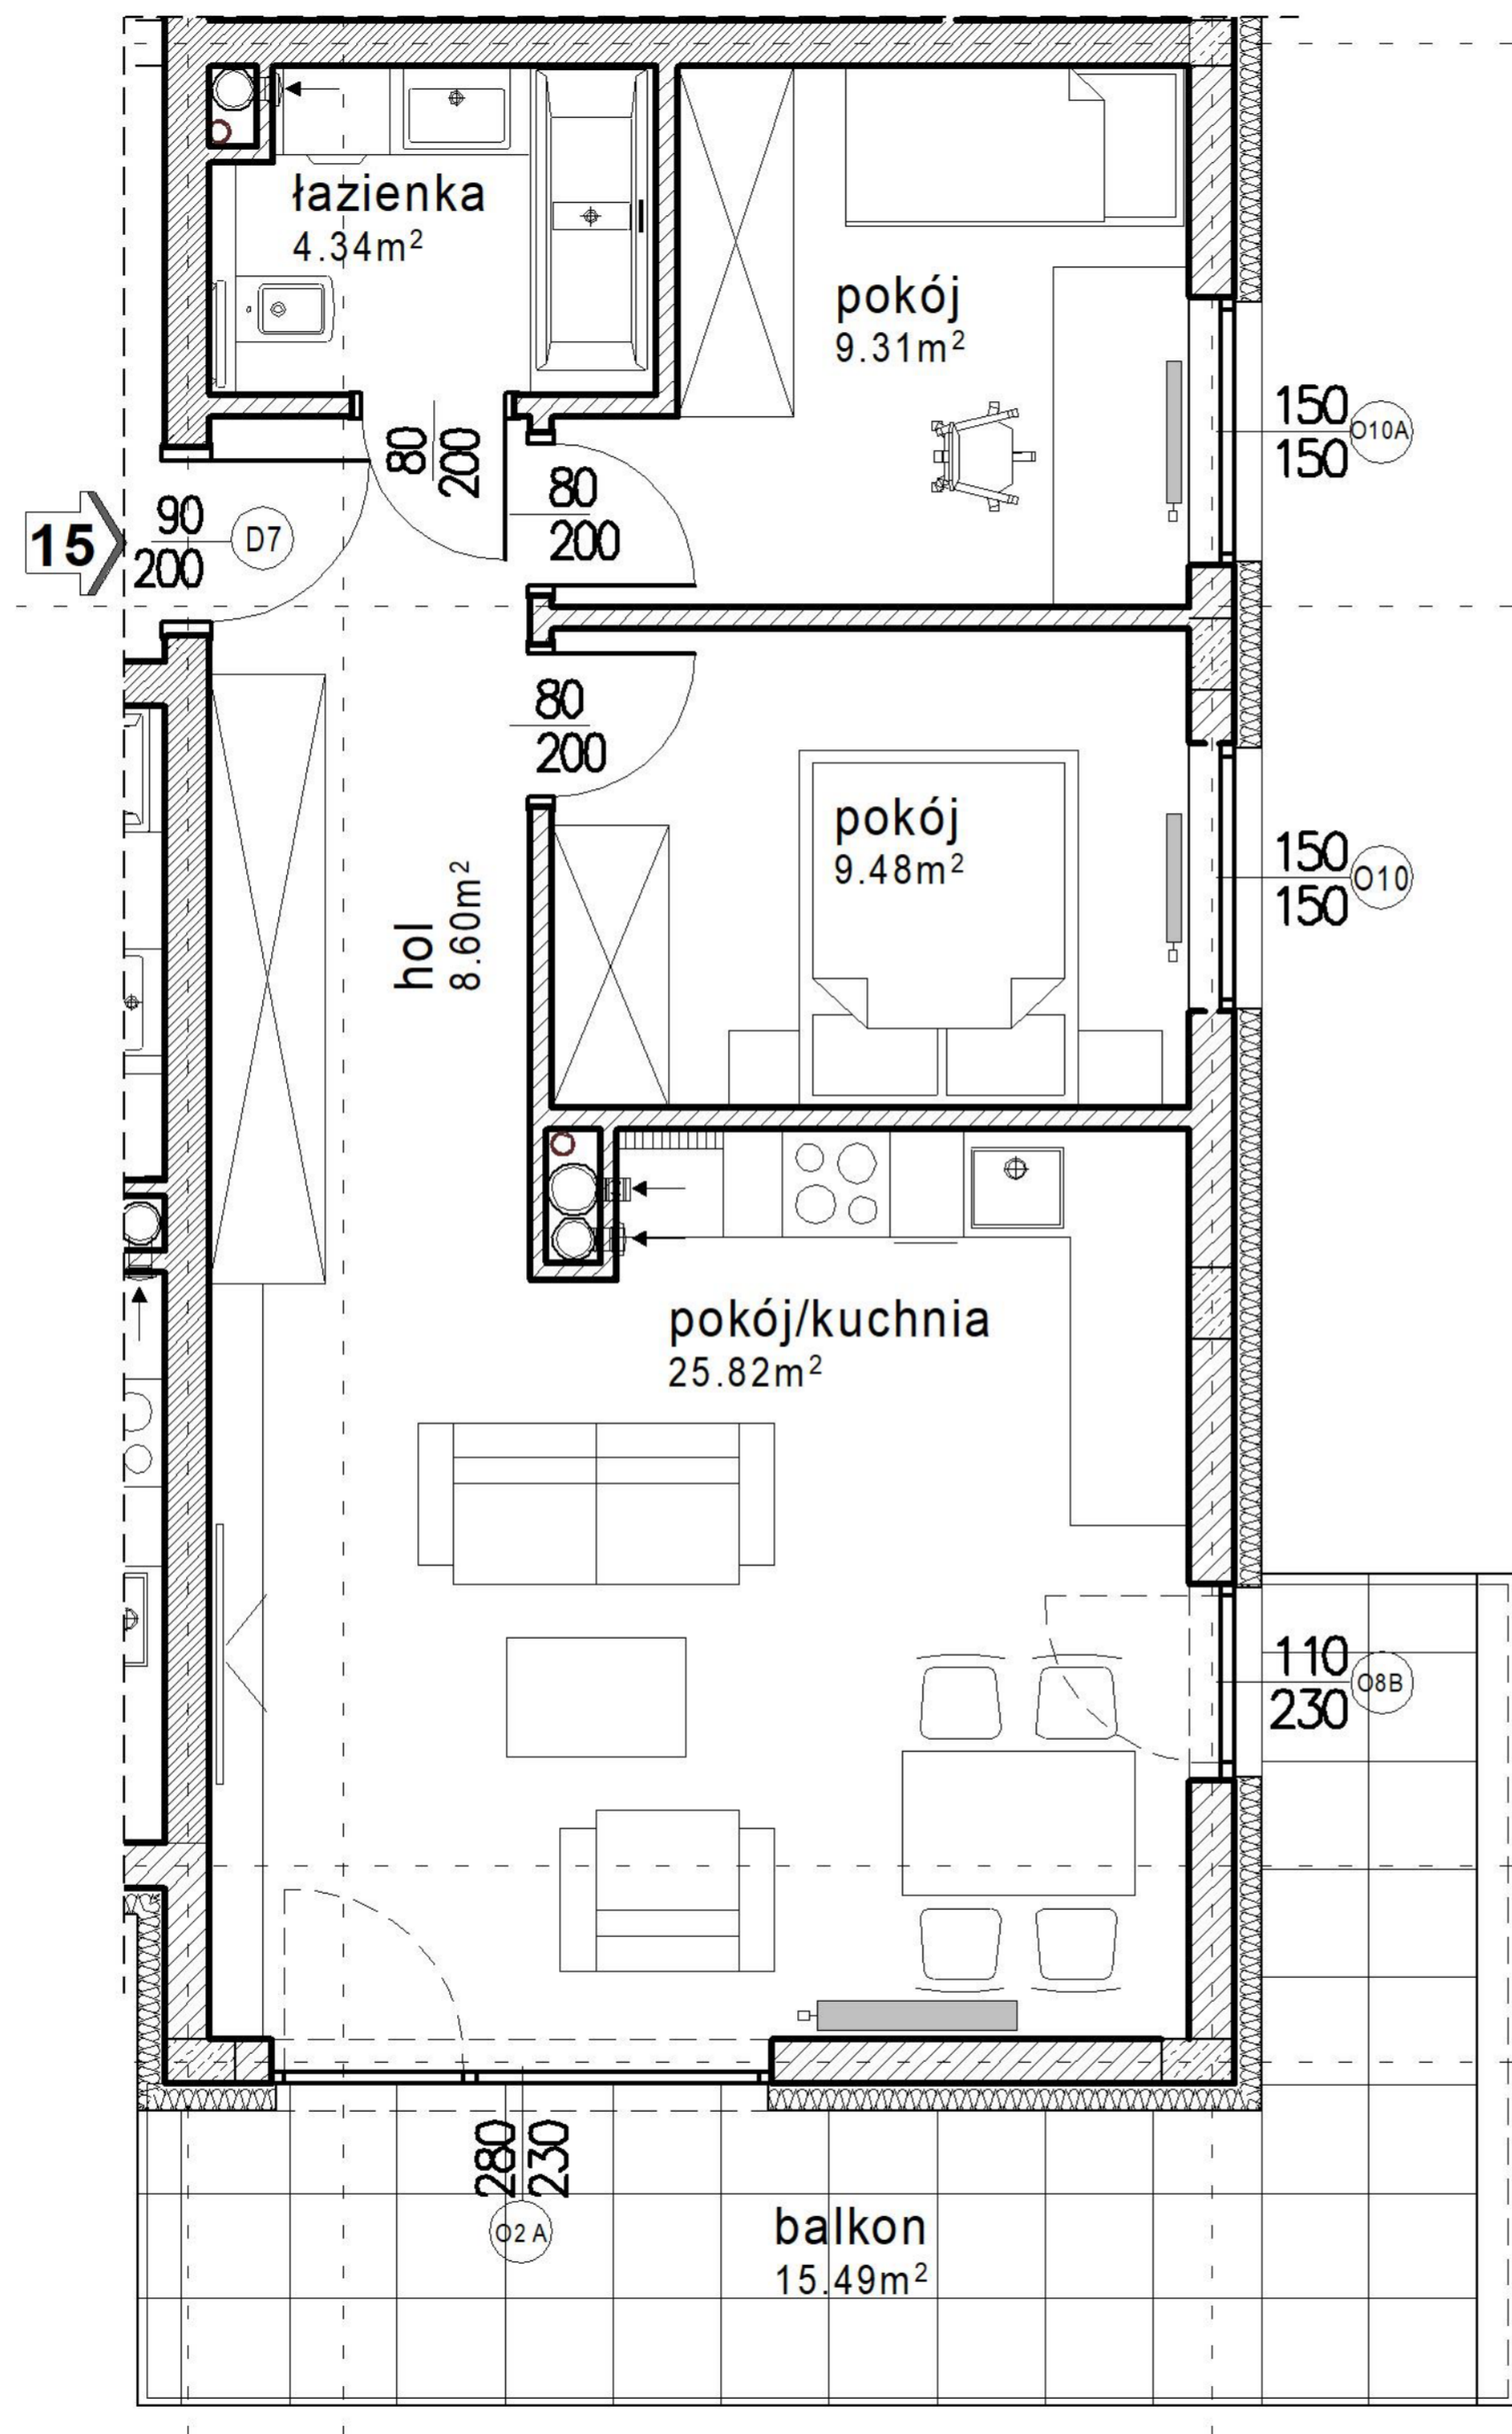 łazienka
4.34m²
pokój
9.31m²
150
150
O10A
80
200
80
200
15
90
200
D7
80
200
pokój
9.48m²
150
150
O10
hol
8.60m²
pokój/kuchnia
25.82m²
110
230
O8B
280
230
O2 A
balkon
15.49m²